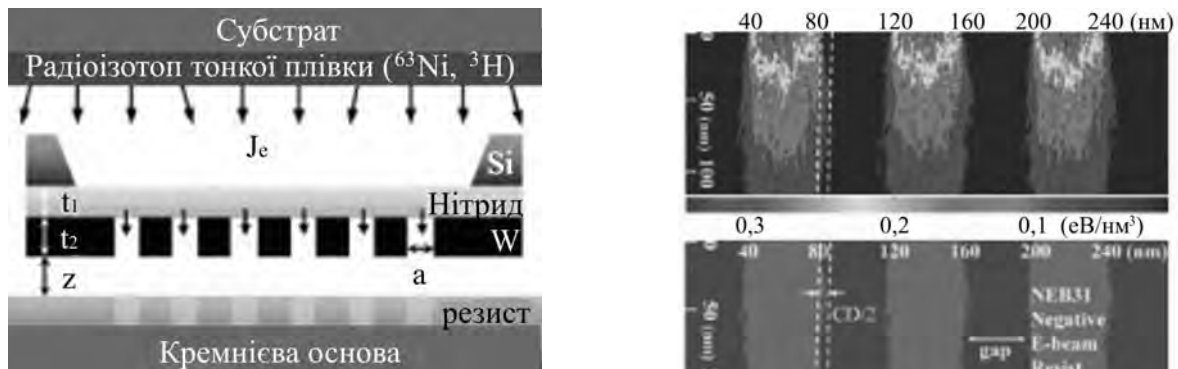 Субстрат
Радіоізотоп тонкої плівки (⁶³Ni, ³H)
Jₑ
Si
t₁
Нітрид
t₂
W
z
a
резист
Кремнієва основа
40 80 120 160 200 240 (нм)
0
50
(nm)
100
0,3 0,2 0,1 (еВ/нм³)
0
40 80 120 160 200 240 (nm)
50
(nm)
CD/2
gap
NEB31
Negative
E-beam
Resist